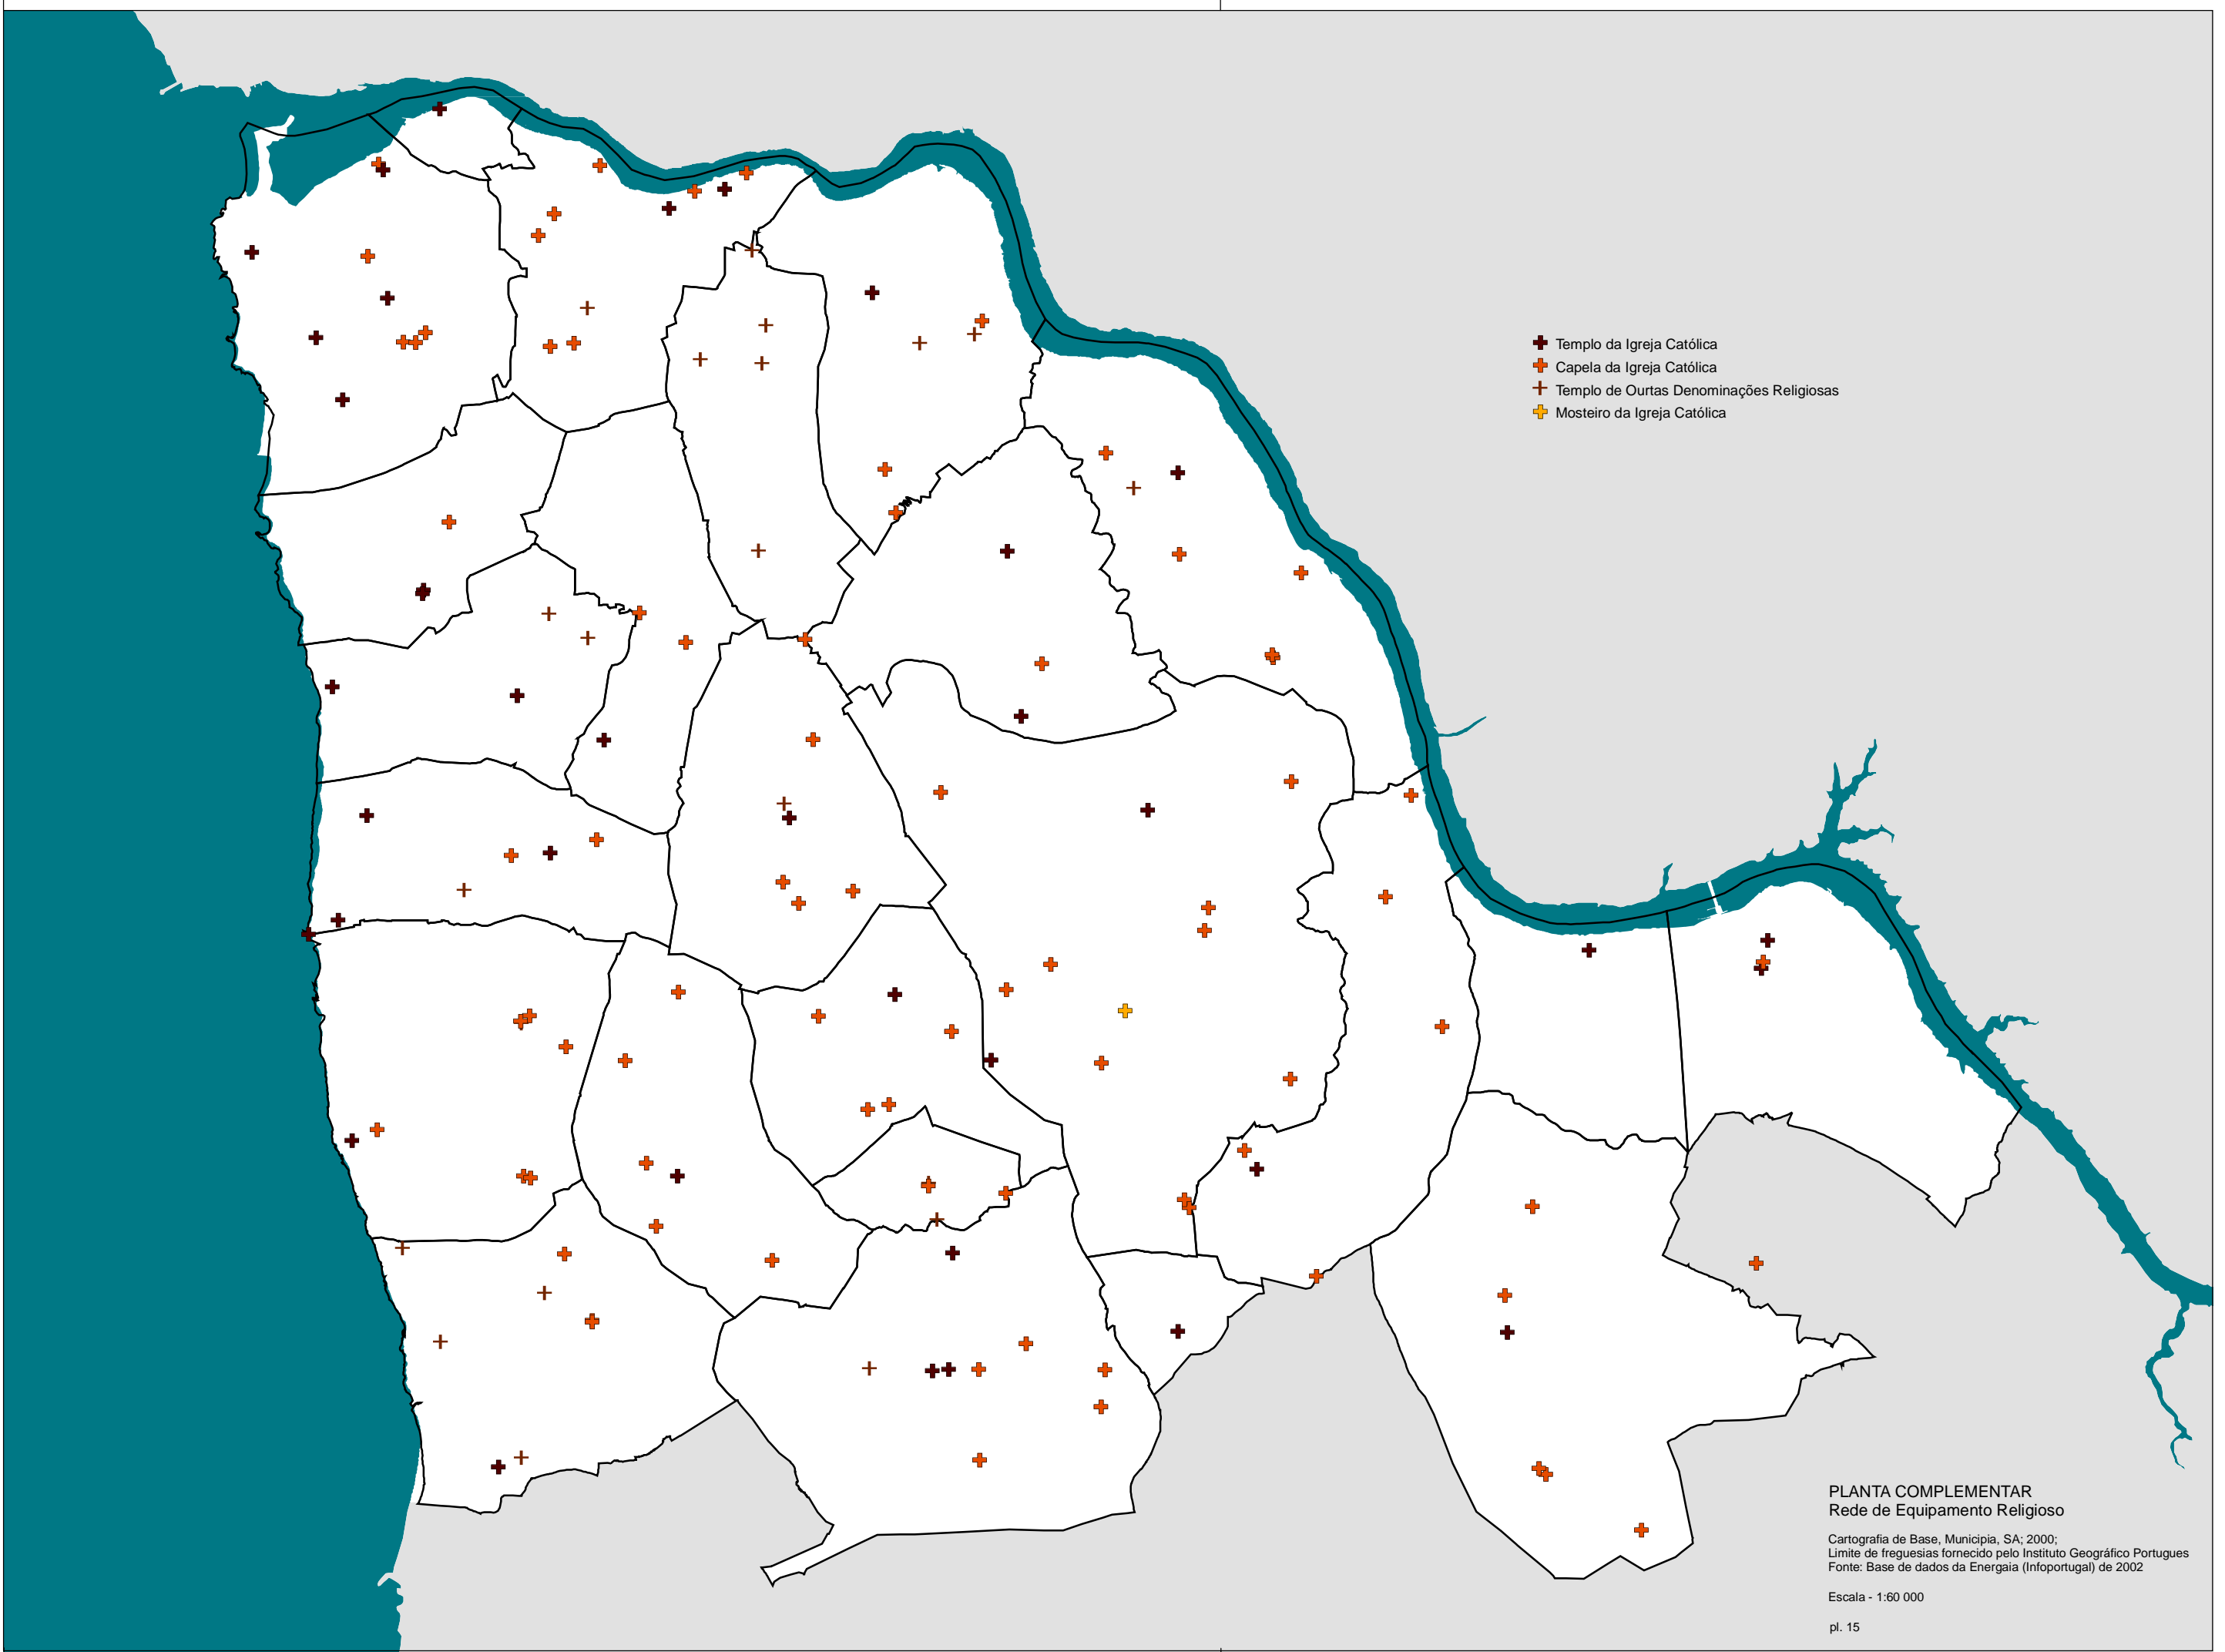 Templo da Igreja Católica
Capela da Igreja Católica
Templo de Ourtas Denominações Religiosas
Mosteiro da Igreja Católica
PLANTA COMPLEMENTAR
Rede de Equipamento Religioso
Cartografia de Base, Municipia, SA; 2000;
Limite de freguesias fornecido pelo Instituto Geográfico Portugues
Fonte: Base de dados da Energaia (Infoportugal) de 2002
Escala - 1:60 000
pl. 15